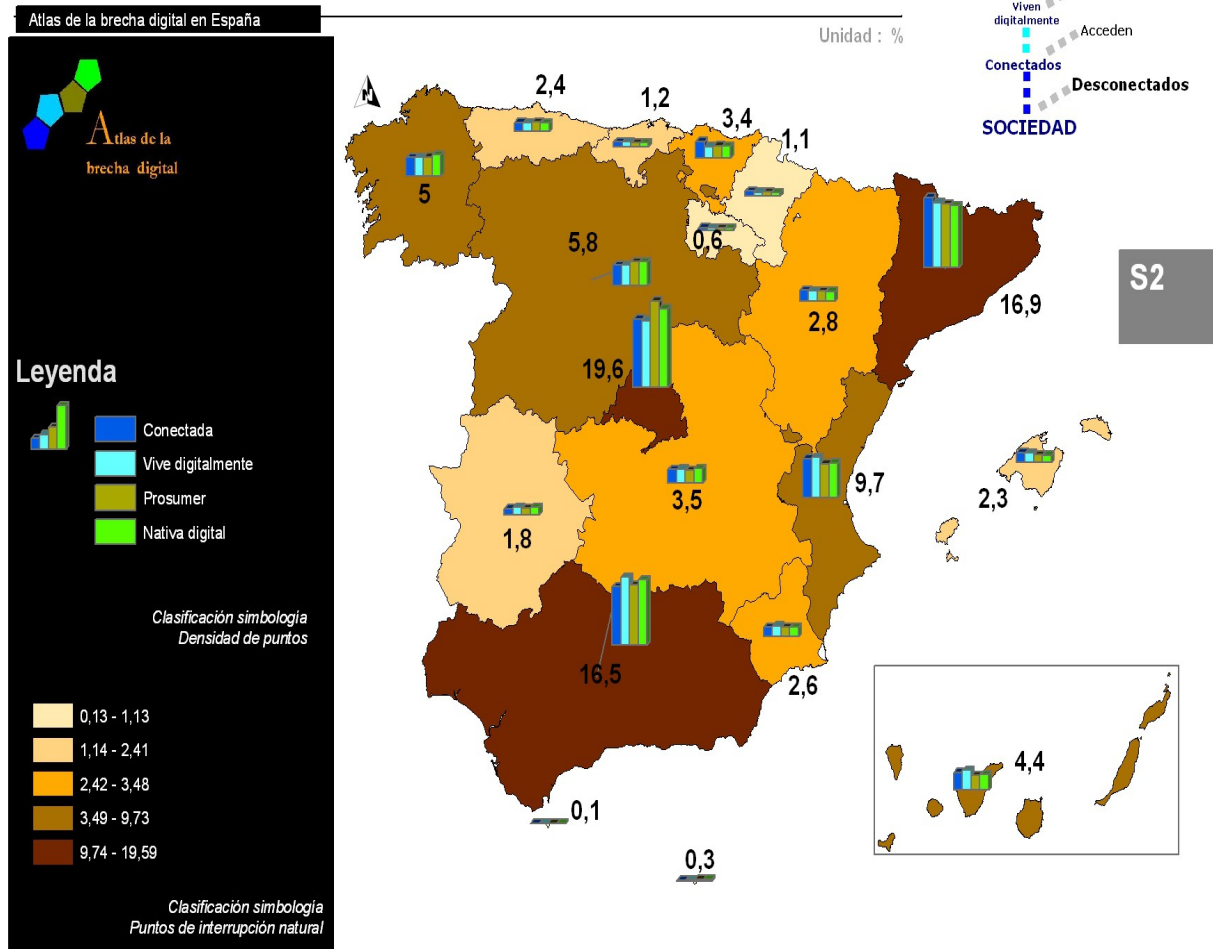 Atlas de la brecha digital en España
Unidad : %
Viven
digitalmente
Acceden
Conectados
Desconectados
SOCIEDAD
Atlas de la
brecha digital
S2
2,4
1,2
3,4
1,1
5
5,8
0,6
2,8
16,9
19,6
3,5
9,7
2,3
1,8
16,5
2,6
4,4
0,1
0,3
Leyenda
Conectada
Vive digitalmente
Prosumer
Nativa digital
Clasificación simbología
Densidad de puntos
0,13 - 1,13
1,14 - 2,41
2,42 - 3,48
3,49 - 9,73
9,74 - 19,59
Clasificación simbología
Puntos de interrupción natural